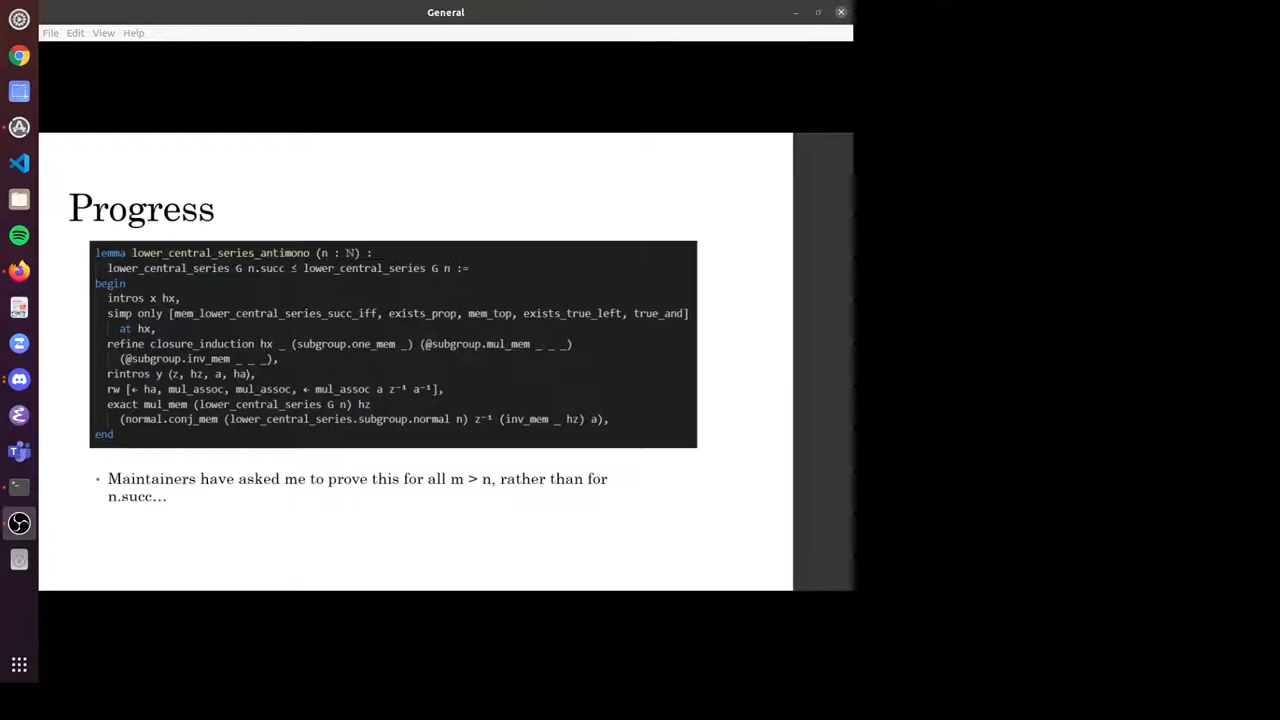 General
File Edit View Help
Progress
lemma lower_central_series_antimono (n : ℕ) :
lower_central_series G n.succ ≤ lower_central_series G n :=
begin
intros x hx,
simp only [mem_lower_central_series_succ_iff, exists_prop, mem_top, exists_true_left, true_and]
at hx,
refine closure_induction hx _ (subgroup.one_mem _) (@subgroup.mul_mem _ _ _)
(@subgroup.inv_mem _ _ _),
rintros y ⟨z, hz, a, ha⟩,
rw [← ha, mul_assoc, mul_assoc, ← mul_assoc a z⁻¹ a⁻¹],
exact mul_mem (lower_central_series G n) hz
(normal.conj_mem (lower_central_series.subgroup.normal n) z⁻¹ (inv_mem _ hz) a),
end
• Maintainers have asked me to prove this for all m > n, rather than for
n.succ…